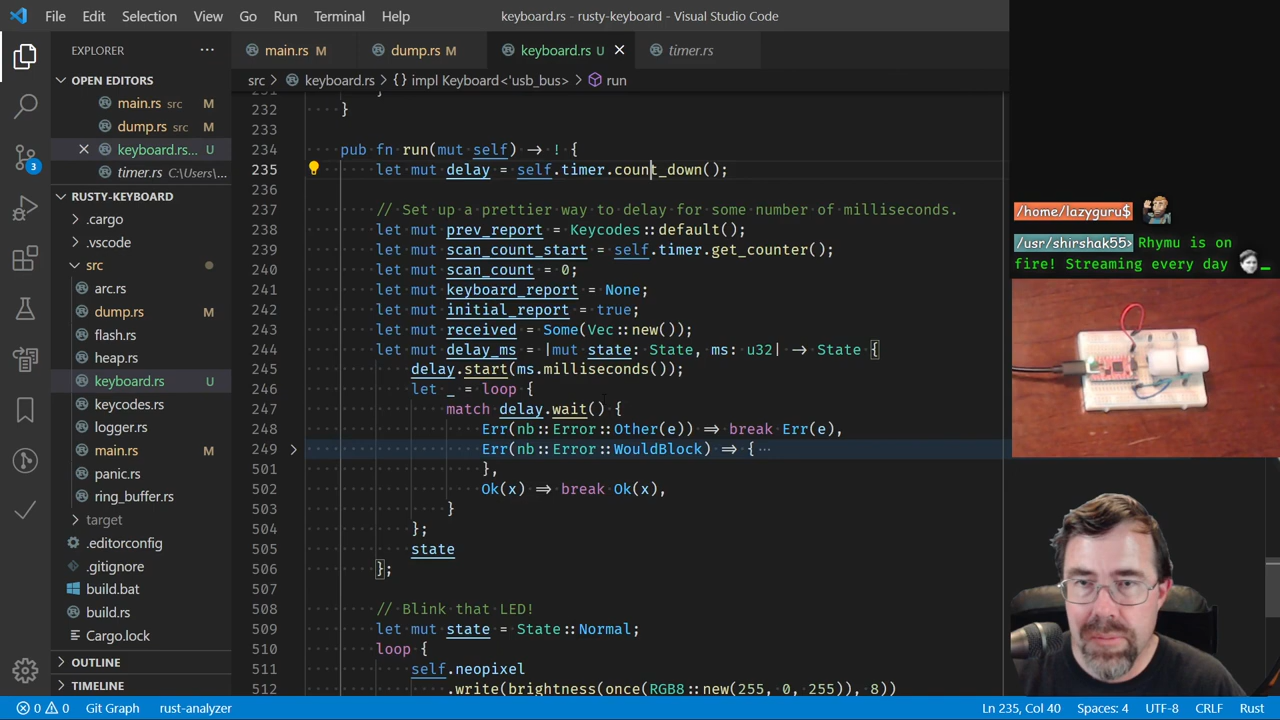 File Edit Selection View Go Run Terminal Help
keyboard.rs - rusty-keyboard - Visual Studio Code
EXPLORER
OPEN EDITORS
main.rs src M
dump.rs src M
keyboard.rs... U
timer.rs C:\Users\...
RUSTY-KEYBOARD
.cargo
.vscode
src
arc.rs
dump.rs M
flash.rs
heap.rs
keyboard.rs U
keycodes.rs
logger.rs
main.rs M
panic.rs
ring_buffer.rs
target
.editorconfig
.gitignore
build.bat
build.rs
Cargo.lock
OUTLINE
TIMELINE
3
main.rs M
dump.rs M
keyboard.rs U
timer.rs
src > keyboard.rs > {} impl Keyboard<'usb_bus> > run
231 }
232 }
233
234 pub fn run(mut self) → ! {
235 let mut delay = self.timer.count_down();
236
237 // Set up a prettier way to delay for some number of milliseconds.
238 let mut prev_report = Keycodes::default();
239 let mut scan_count_start = self.timer.get_counter();
240 let mut scan_count = 0;
241 let mut keyboard_report = None;
242 let mut initial_report = true;
243 let mut received = Some(Vec::new());
244 let mut delay_ms = |mut state: State, ms: u32| → State {
245 delay.start(ms.milliseconds());
246 let _ = loop {
247 match delay.wait() {
248 Err(nb::Error::Other(e)) ⇒ break Err(e),
249 Err(nb::Error::WouldBlock) ⇒ { ⋯
501 },
502 Ok(x) ⇒ break Ok(x),
503 }
504 };
505 state
506 };
507
508 // Blink that LED!
509 let mut state = State::Normal;
510 loop {
511 self.neopixel
512 .write(brightness(once(RGB8::new(255, 0, 255)), 8))
/home/lazyguru$
/usr/shirshak55> Rhymu is on
fire! Streaming every day
0 0 Git Graph rust-analyzer
Ln 235, Col 40 Spaces: 4 UTF-8 CRLF Rust